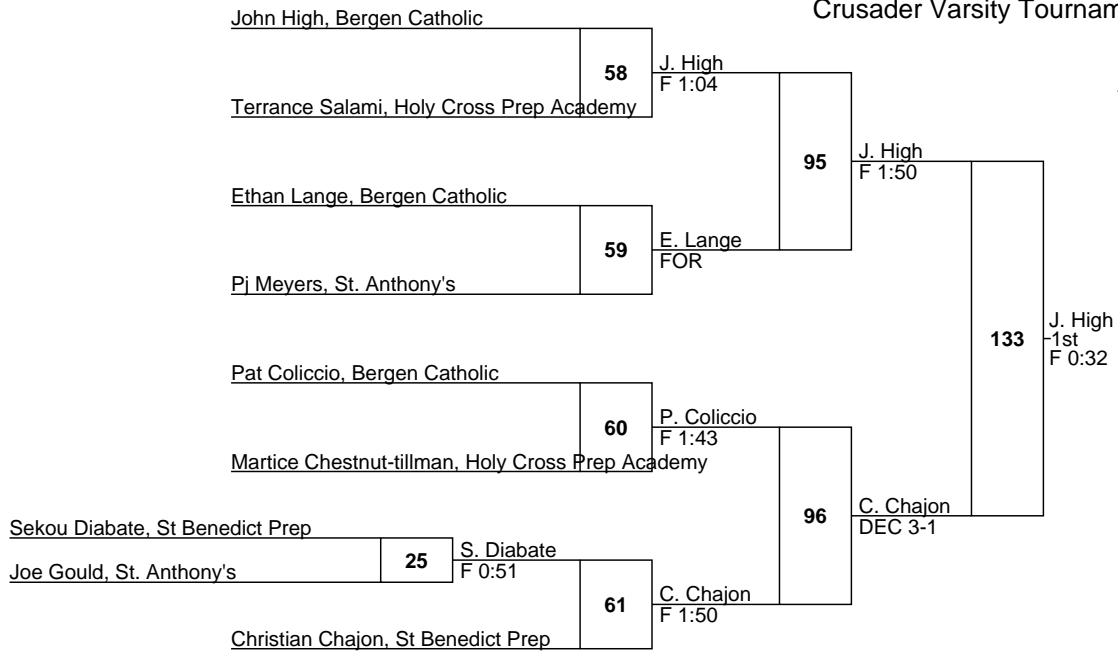 John High, Bergen Catholic
Crusader Varsity Tournam
58
J. High
F 1:04
Terrance Salami, Holy Cross Prep Academy
95
J. High
F 1:50
Ethan Lange, Bergen Catholic
59
E. Lange
FOR
Pj Meyers, St. Anthony's
133
J. High
1st
F 0:32
Pat Coliccio, Bergen Catholic
60
P. Coliccio
F 1:43
Martice Chestnut-tillman, Holy Cross Prep Academy
96
C. Chajon
DEC 3-1
Sekou Diabate, St Benedict Prep
25
S. Diabate
F 0:51
Joe Gould, St. Anthony's
61
C. Chajon
F 1:50
Christian Chajon, St Benedict Prep